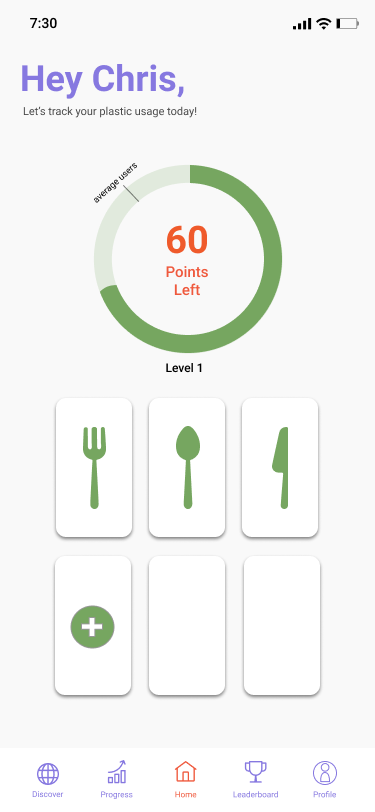 7:30
Hey Chris,
Let's track your plastic usage today!
average users
60
Points
Left
Level 1
Discover
Progress
Home
Leaderboard
Profile